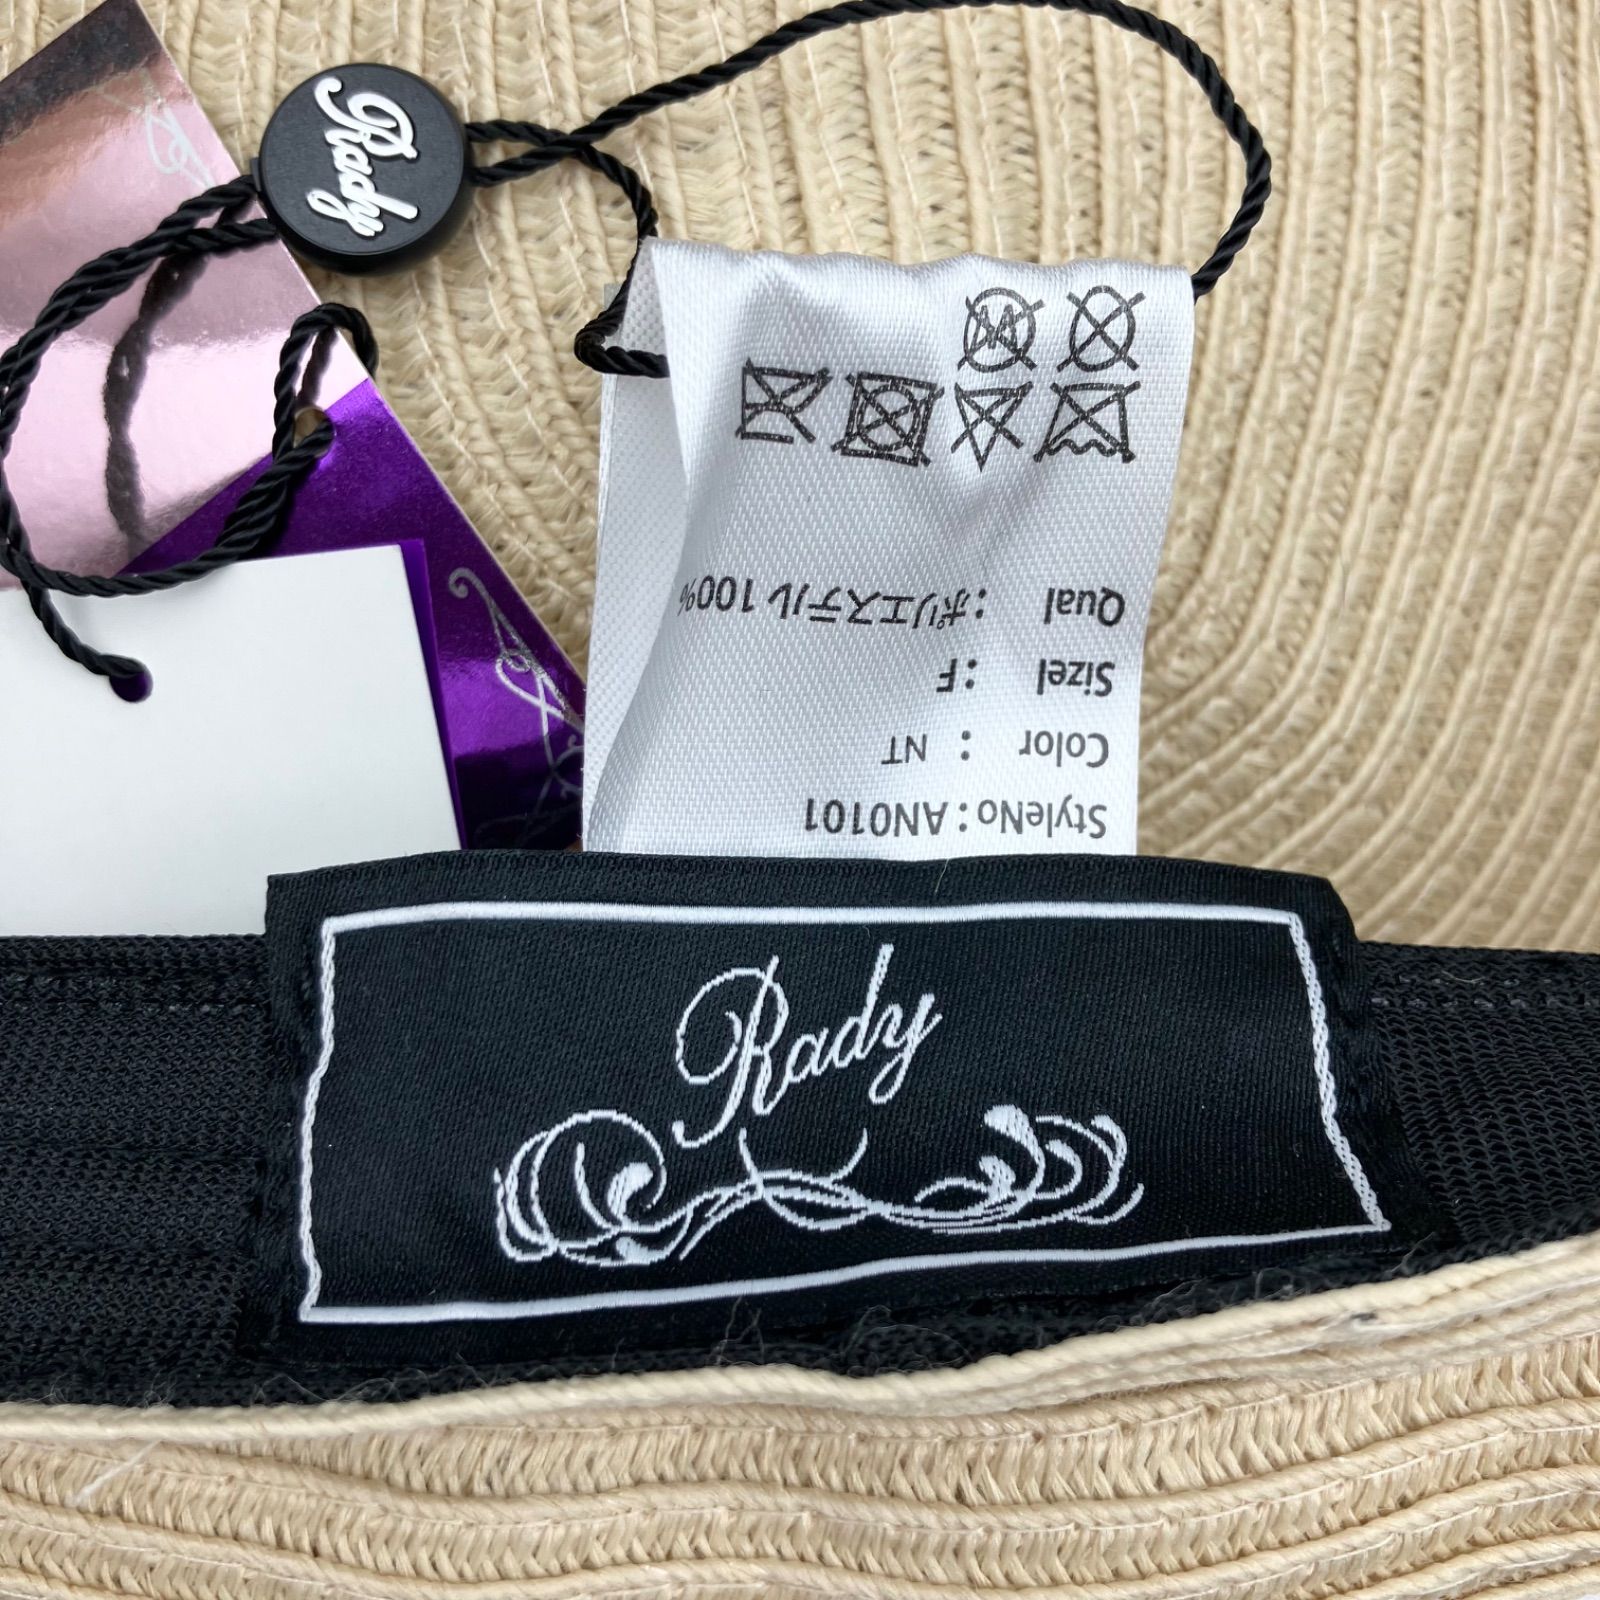 Rady
StyleNo:AN0101
Color : NT
Sizel :F
Qual :ポリエステル 100%
Rady